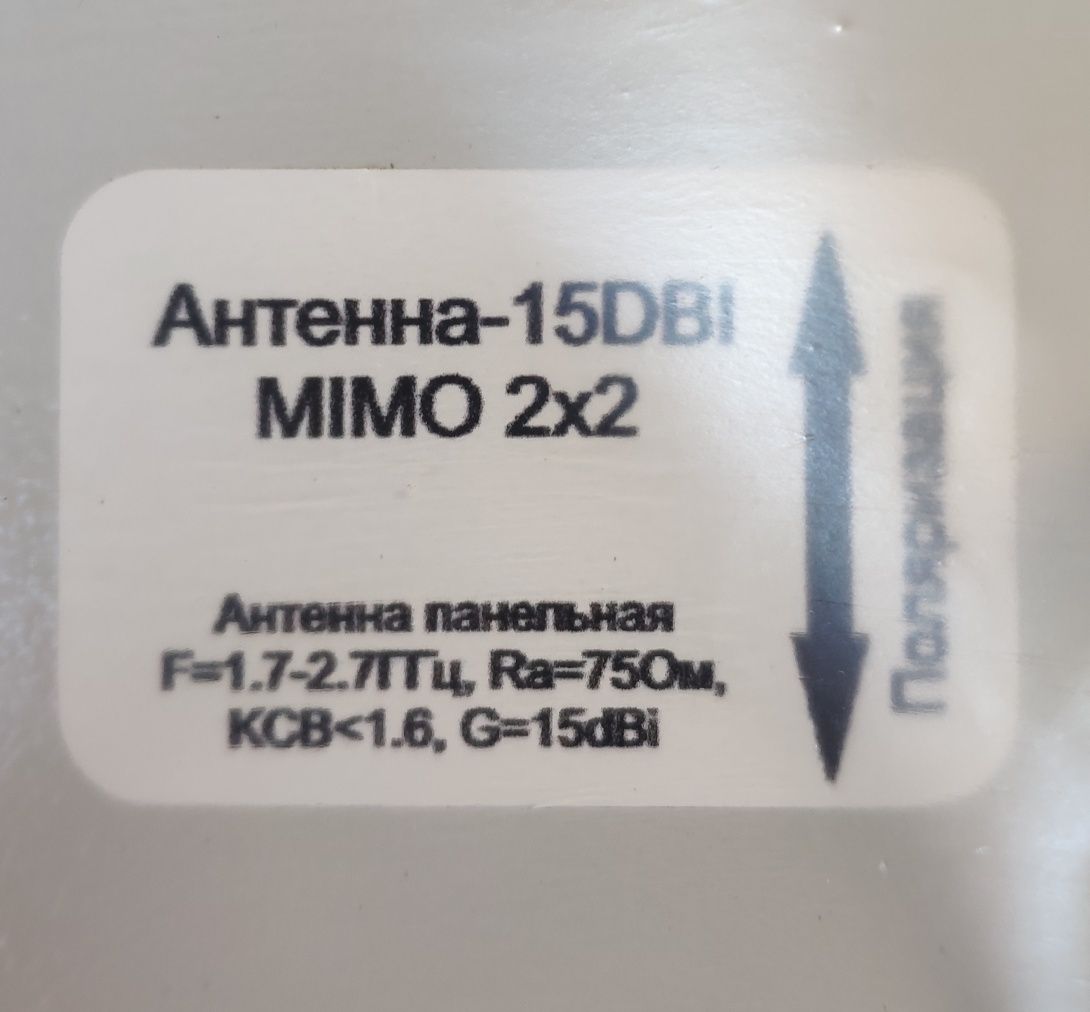 Антенна-15DBI
MIMO 2x2
Антенна панельная
F=1.7-2.7ГГц, Ra=75Ом,
КСВ<1.6, G=15dBi
Поляризация